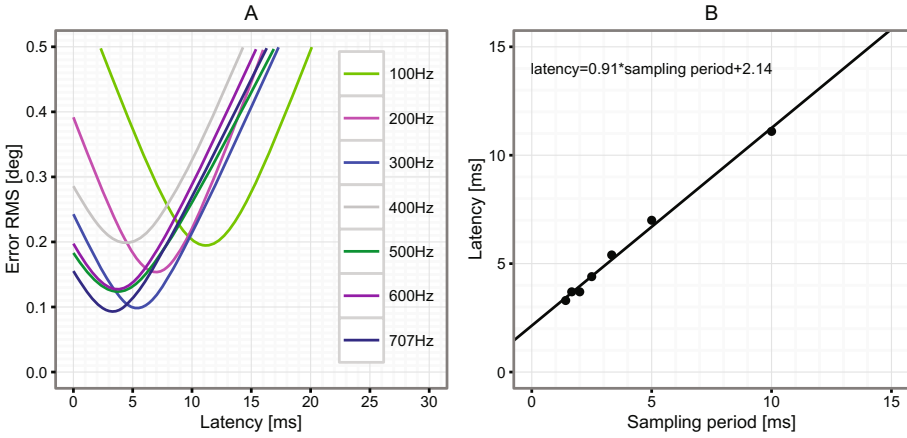 A
Error RMS [deg]
0.5
0.4
0.3
0.2
0.1
0.0
0 5 10 15 20 25 30
Latency [ms]
100Hz
200Hz
300Hz
400Hz
500Hz
600Hz
707Hz
B
Latency [ms]
15
10
5
0
latency=0.91*sampling period+2.14
0 5 10 15
Sampling period [ms]